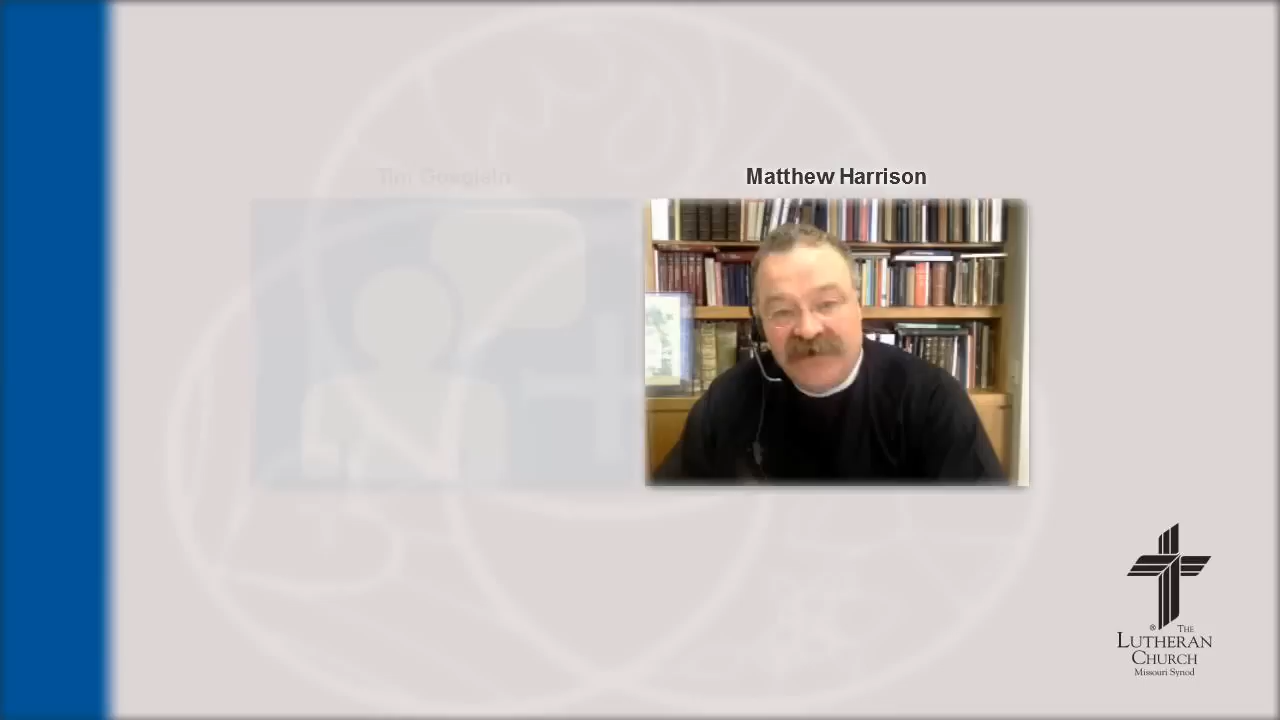 Matthew Harrison
THE
LUTHERAN
CHURCH
Missouri Synod